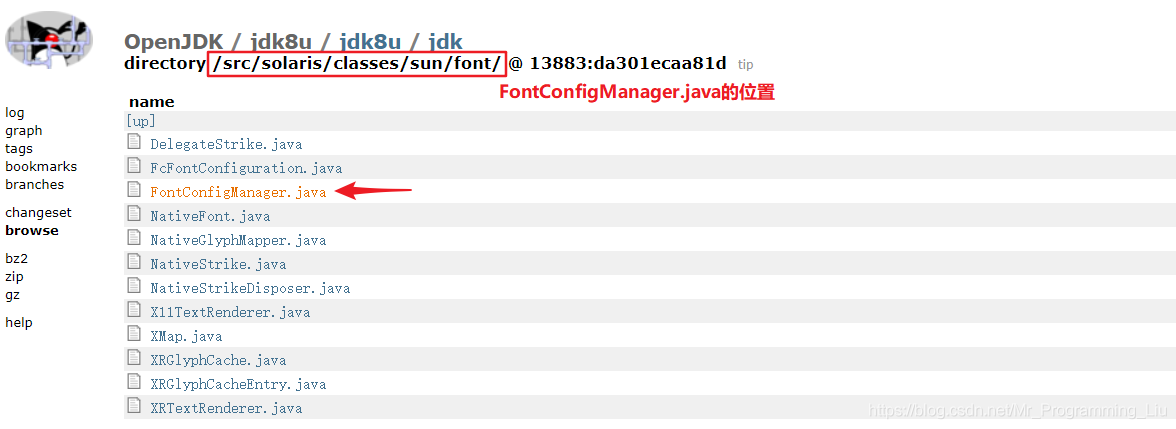 OpenJDK / jdk8u / jdk8u / jdk
directory /src/solaris/classes/sun/font/ @ 13883:da301ecaa81d tip
FontConfigManager.java的位置
log
graph
tags
bookmarks
branches
changeset
browse
bz2
zip
gz
help
name
[up]
DelegateStrike.java
FcFontConfiguration.java
FontConfigManager.java
NativeFont.java
NativeGlyphMapper.java
NativeStrike.java
NativeStrikeDisposer.java
X11TextRenderer.java
XMap.java
XRGlyphCache.java
XRGlyphCacheEntry.java
XRTextRenderer.java
https://blog.csdn.net/Mr_Programming_Liu